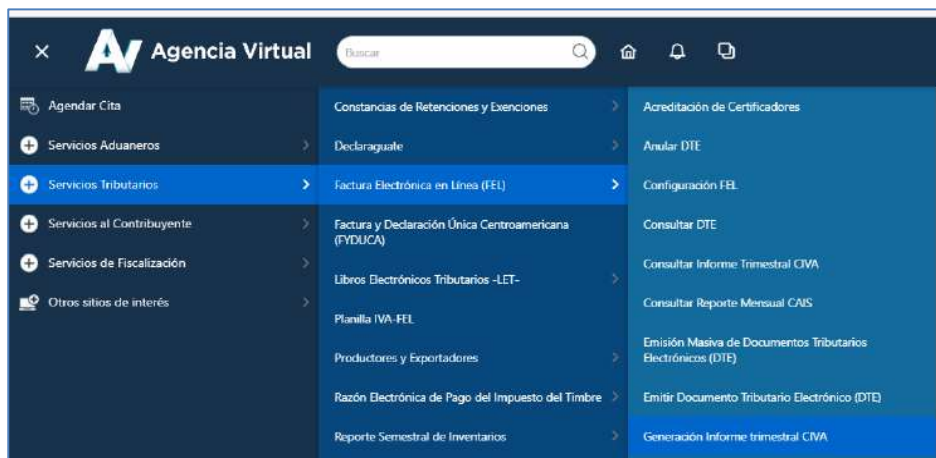 Agencia Virtual
Buscar
Agendar Cita
Servicios Aduaneros
Servicios Tributarios
Servicios al Contribuyente
Servicios de Fiscalización
Otros sitios de interés
Constancias de Retenciones y Exenciones
Declaraguate
Factura Electrónica en Línea (FEL)
Factura y Declaración Única Centroamericana
(FYDUCA)
Libros Electrónicos Tributarios -LET-
Planilla IVA-FEL
Productores y Exportadores
Razón Electrónica de Pago del Impuesto del Timbre
Reporte Semestral de Inventarios
Acreditación de Certificadores
Anular DTE
Configuración FEL
Consultar DTE
Consultar Informe Trimestral CIVA
Consultar Reporte Mensual CAIS
Emisión Masiva de Documentos Tributarios
Electrónicos (DTE)
Emitir Documento Tributario Electrónico (DTE)
Generación Informe trimestral CIVA